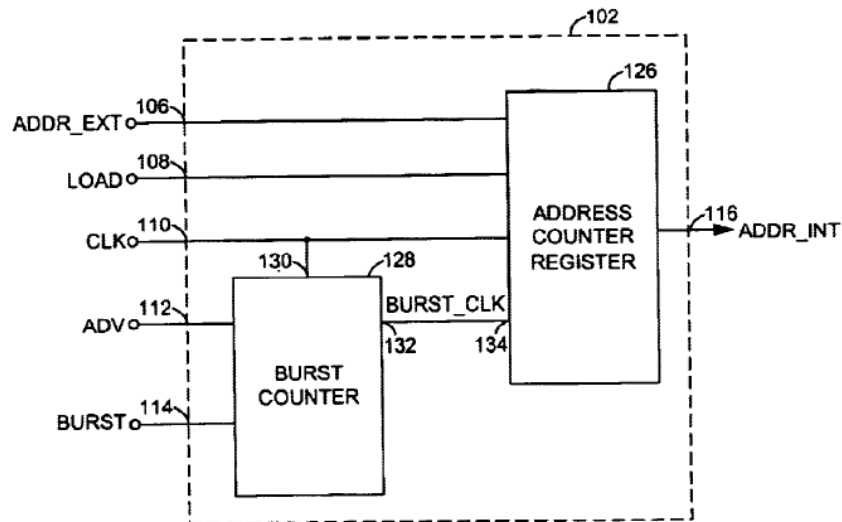 102
126
ADDR_EXT
106
LOAD
108
CLK
110
ADDRESS
COUNTER
REGISTER
116
ADDR_INT
130
128
ADV
112
BURST_CLK
132
134
BURST
COUNTER
BURST
114